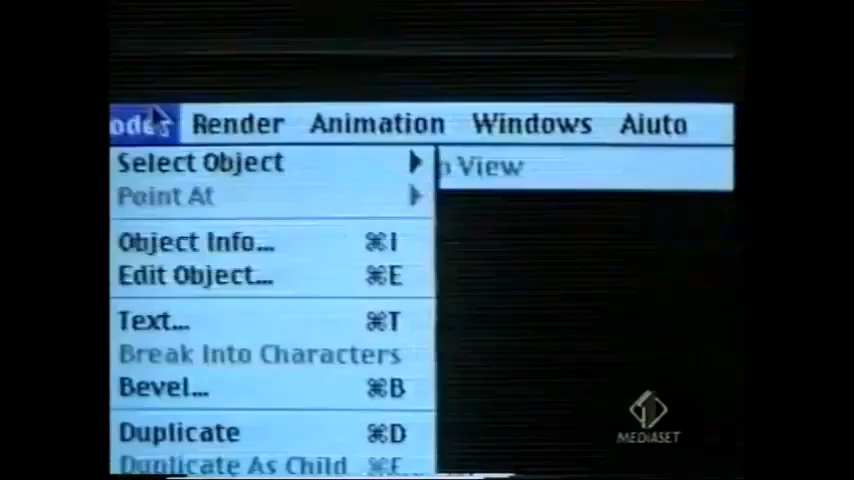 Render Animation Windows Aiuto
Select Object
View
Point At
Object Info... ⌘I
Edit Object... ⌘E
Text... ⌘T
Break Into Characters
Bevel... ⌘B
Duplicate ⌘D
Duplicate As Child
MEDIASET